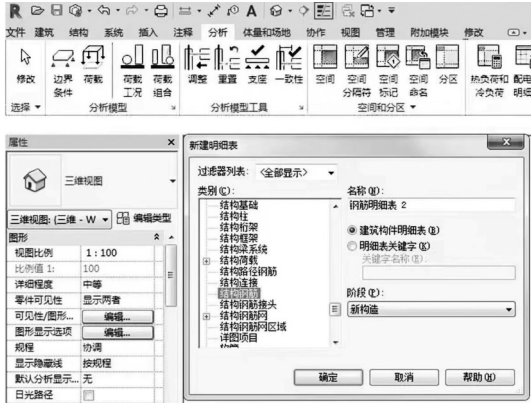 文件 建筑 结构 系统 插入 注释 分析 体量和场地 协作 视图 管理 附加模块 修改
修改 边界条件 荷载 荷载工况 荷载组合 调整 重置 支座 一致性 空间 空间分隔符 空间标记 空间命名 分区 热负荷和冷负荷
选择 分析模型 分析模型工具 空间和分区
属性
三维视图
三维视图: (三维 - W 编辑类型
图形
视图比例 1 : 100
比例值 1: 100
详细程度 中等
零件可见性 显示两者
可见性/图形... 编辑...
图形显示选项 编辑...
规程 协调
显示隐藏线 按规程
默认分析显示... 无
日光路径
新建明细表
过滤器列表: <全部显示>
类别(C):
结构基础
结构柱
结构桁架
结构框架
结构梁系统
结构荷载
结构路径钢筋
结构连接
结构钢筋
结构钢筋接头
结构钢筋网
结构钢筋网区域
详图项目
名称(N):
钢筋明细表 2
建筑构件明细表(B)
明细表关键字(K)
关键字名称(E):
阶段(P):
新构造
确定 取消 帮助(H)